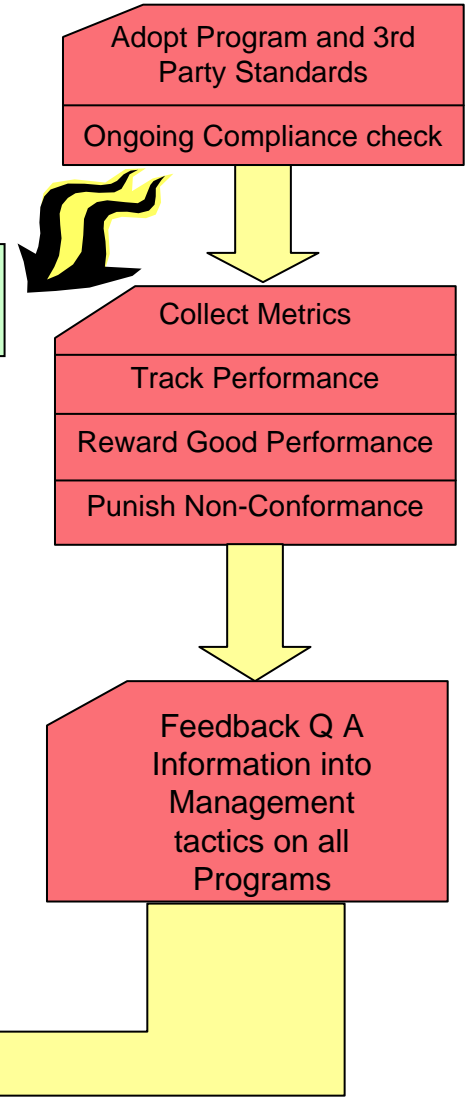 Adopt Program and 3rd
Party Standards
Ongoing Compliance check
Collect Metrics
Track Performance
Reward Good Performance
Punish Non-Conformance
Feedback Q A
Information into
Management
tactics on all
Programs